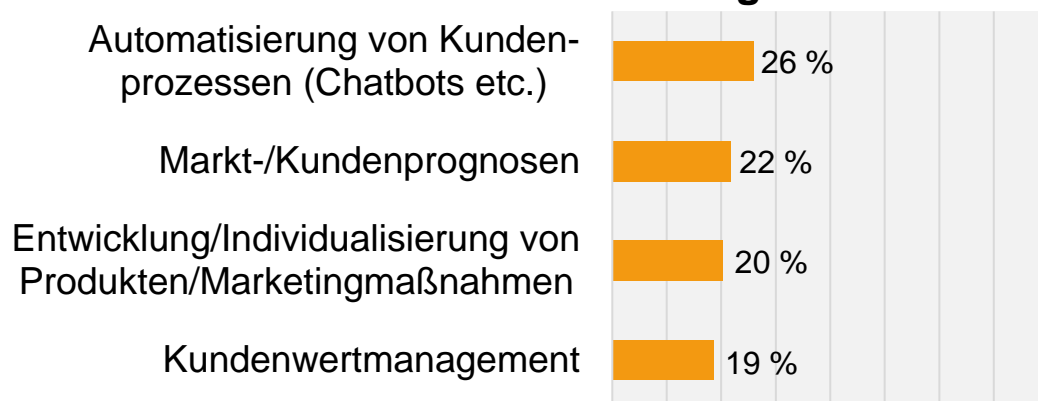 Automatisierung von Kunden-
prozessen (Chatbots etc.)
26 %
Markt-/Kundenprognosen
22 %
Entwicklung/Individualisierung von
Produkten/Marketingmaßnahmen
20 %
Kundenwertmanagement
19 %